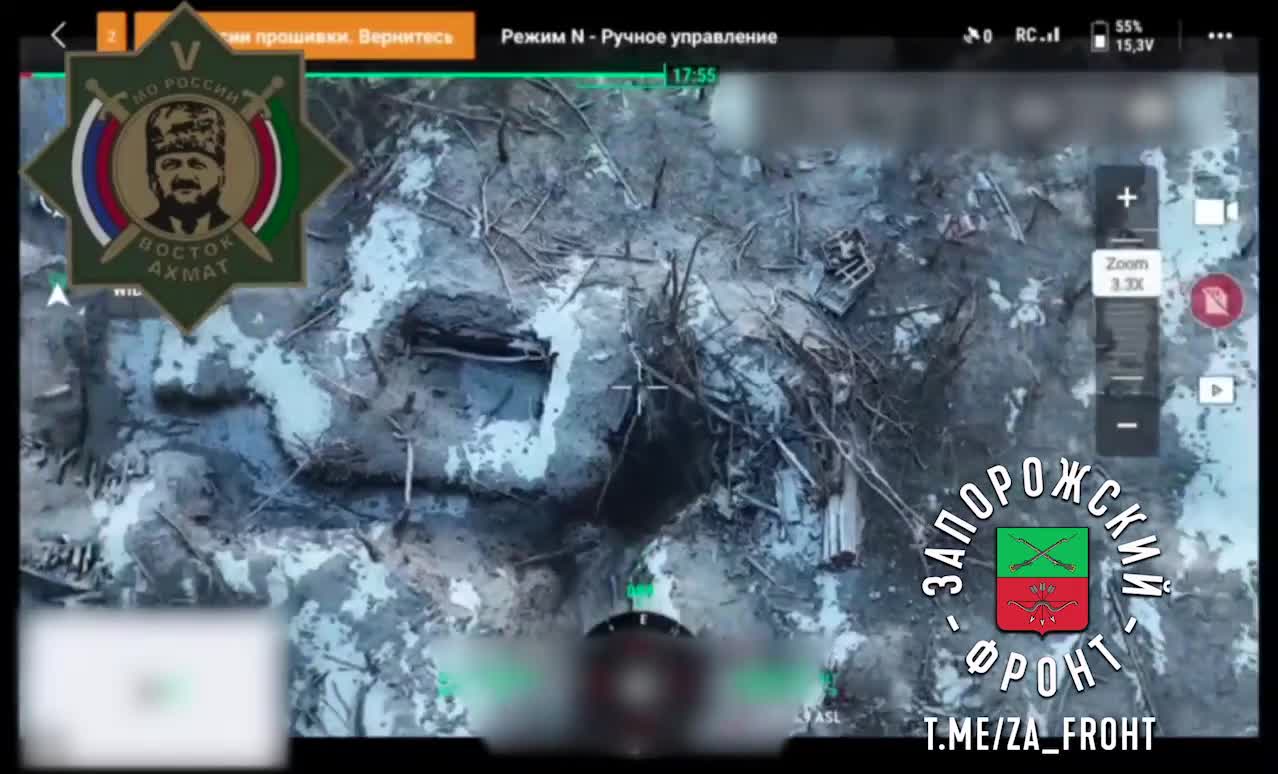 2
сии прошивки. Вернитесь
Режим N - Ручное управление
0
RC
55%
15,3V
17:55
V
МО РОССИИ
ВОСТОК
АХМАТ
+
Zoom
3.3X
E
ASL
- ЗАПОРОЖСКИЙ -
ФРОНТ
T.ME/ZA_FROHT